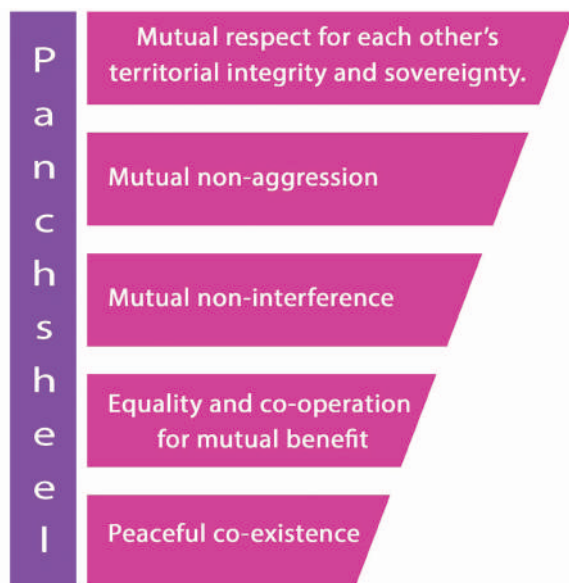 Panchsheel
Mutual respect for each other's
territorial integrity and sovereignty.
Mutual non-aggression
Mutual non-interference
Equality and co-operation
for mutual benefit
Peaceful co-existence